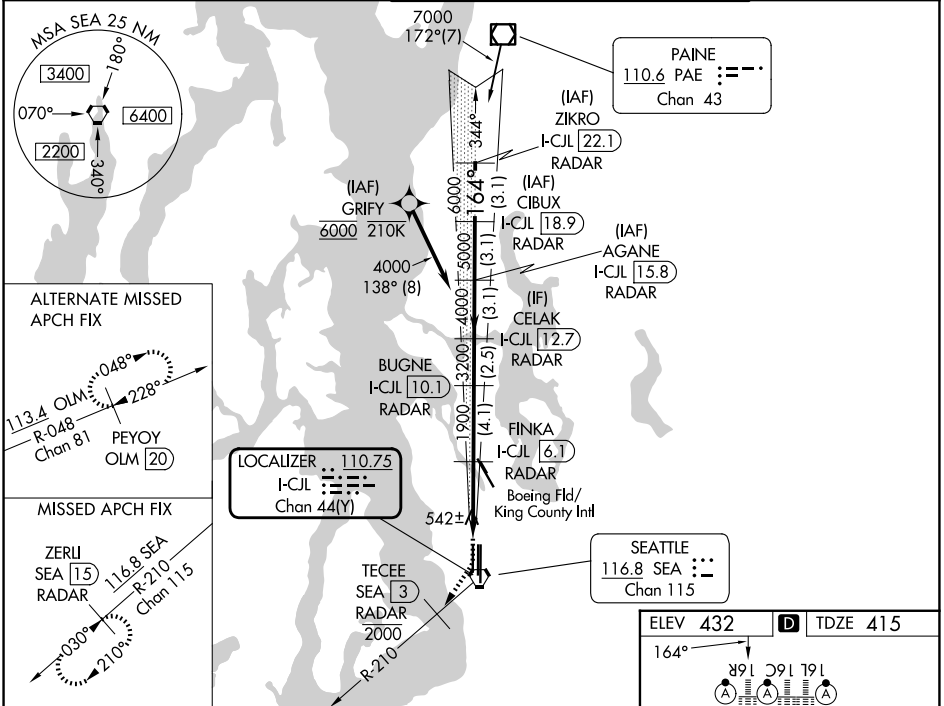 MSA SEA 25 NM
180°
3400
070°
6400
2200
340°
7000
172° (7)
PAINE
110.6 PAE
Chan 43
344°
(IAF)
ZIKRO
I-CJL 22.1
RADAR
164°
6000
(3.1)
(IAF)
CIBUX
I-CJL 18.9
RADAR
(IAF)
GRIFY
6000 210K
5000
(3.1)
(IAF)
AGANE
I-CJL 15.8
RADAR
4000
138° (8)
4000
(3.1)
(IF)
CELAK
I-CJL 12.7
RADAR
3200
(2.5)
BUGNE
I-CJL 10.1
RADAR
1900
(4.1)
FINKA
I-CJL 6.1
RADAR
Boeing Fld/
King County Intl
ALTERNATE MISSED
APCH FIX
048°
228°
113.4 OLM
R-048
Chan 81
PEYOY
OLM 20
LOCALIZER 110.75
I-CJL
Chan 44(Y)
542±
MISSED APCH FIX
ZERLI
SEA 15
RADAR
116.8 SEA
R-210
Chan 115
030°
210°
TECEE
SEA 3
RADAR
2000
R-210
SEATTLE
116.8 SEA
Chan 115
ELEV 432
D
TDZE 415
164°
16R
16C
16L
A
A
A